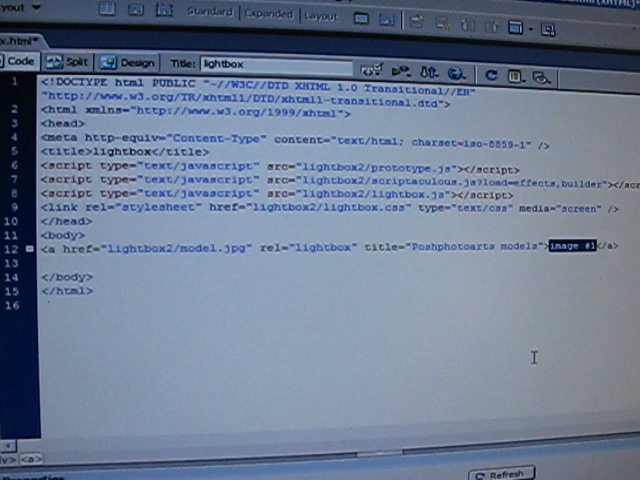 Standard Expanded Layout
x.html*
Code Split Design Title: lightbox
1 <!DOCTYPE html PUBLIC "-//W3C//DTD XHTML 1.0 Transitional//EN"
"http://www.w3.org/TR/xhtml1/DTD/xhtml1-transitional.dtd">
2 <html xmlns="http://www.w3.org/1999/xhtml">
3 <head>
4 <meta http-equiv="Content-Type" content="text/html; charset=iso-8859-1" />
5 <title>lightbox</title>
6 <script type="text/javascript" src="lightbox2/prototype.js"></script>
7 <script type="text/javascript" src="lightbox2/scriptaculous.js?load=effects,builder"></scr
8 <script type="text/javascript" src="lightbox2/lightbox.js"></script>
9 <link rel="stylesheet" href="lightbox2/lightbox.css" type="text/css" media="screen" />
10 </head>
11 <body>
12 <a href="lightbox2/model.jpg" rel="lightbox" title="Poshphotoarts models">image #1</a>
13
14 </body>
15 </html>
16
<a>
Properties
Refresh